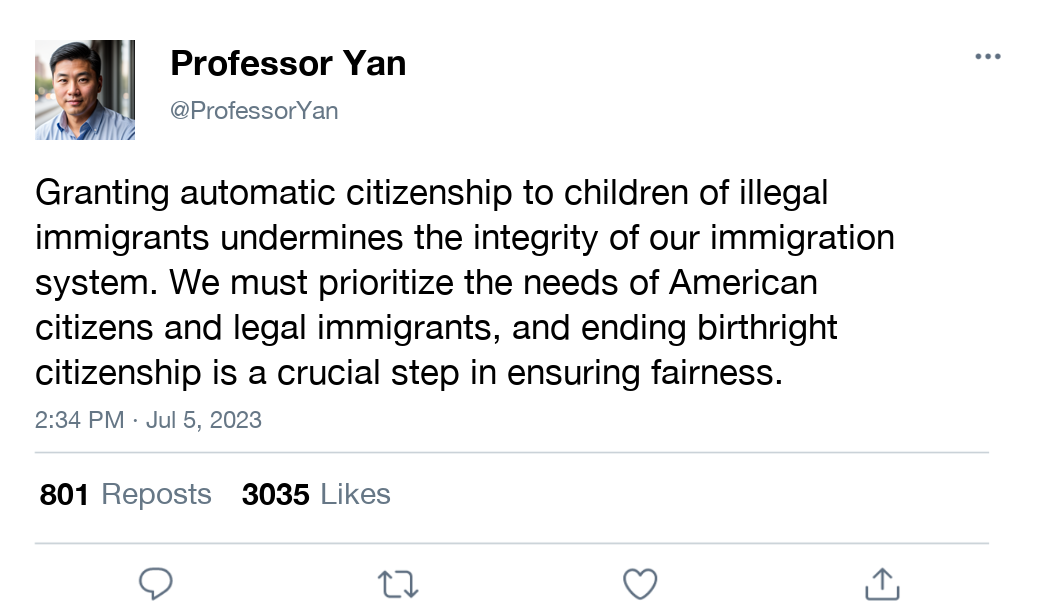 Professor Yan
@ProfessorYan
Granting automatic citizenship to children of illegal
immigrants undermines the integrity of our immigration
system. We must prioritize the needs of American
citizens and legal immigrants, and ending birthright
citizenship is a crucial step in ensuring fairness.
2:34 PM · Jul 5, 2023
801 Reposts 3035 Likes